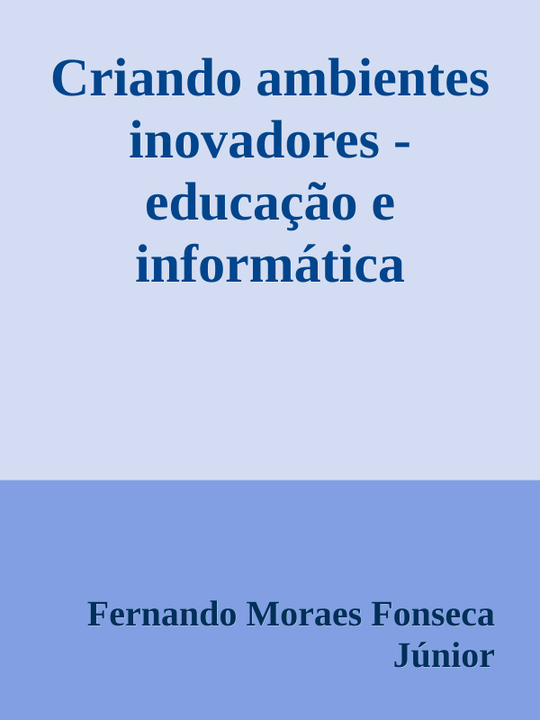 Criando ambientes
inovadores -
educação e
informática
Fernando Moraes Fonseca
Júnior